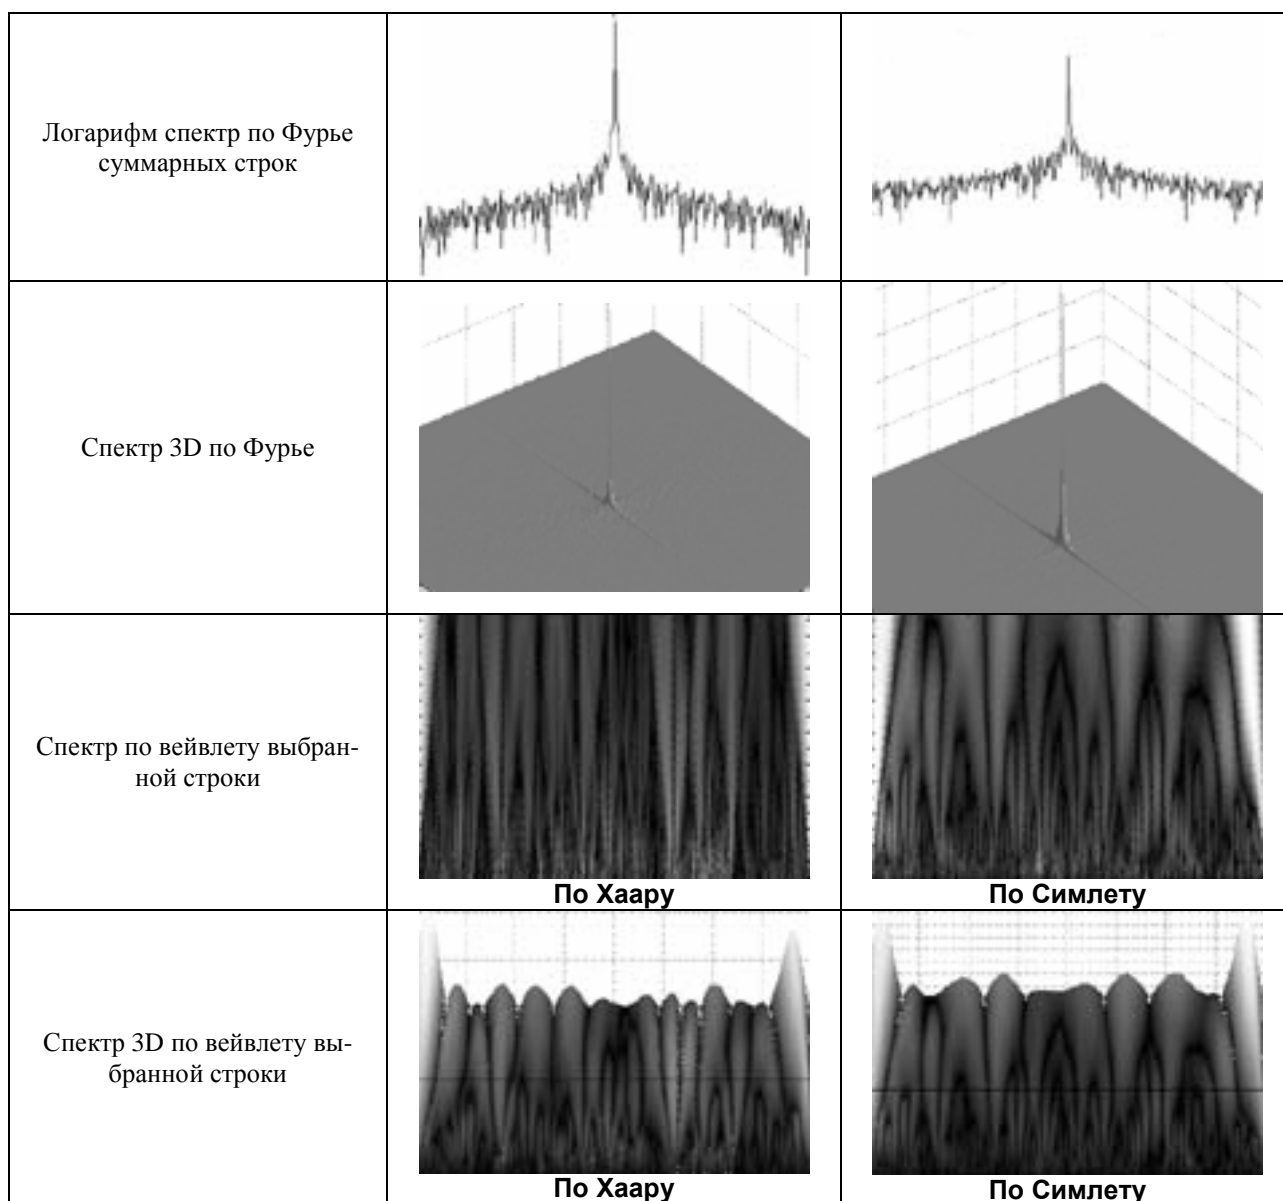 Логарифм спектр по Фурье
суммарных строк
Спектр 3D по Фурье
Спектр по вейвлету выбран-
ной строки
По Хаару
По Симлету
Спектр 3D по вейвлету вы-
бранной строки
По Хаару
По Симлету